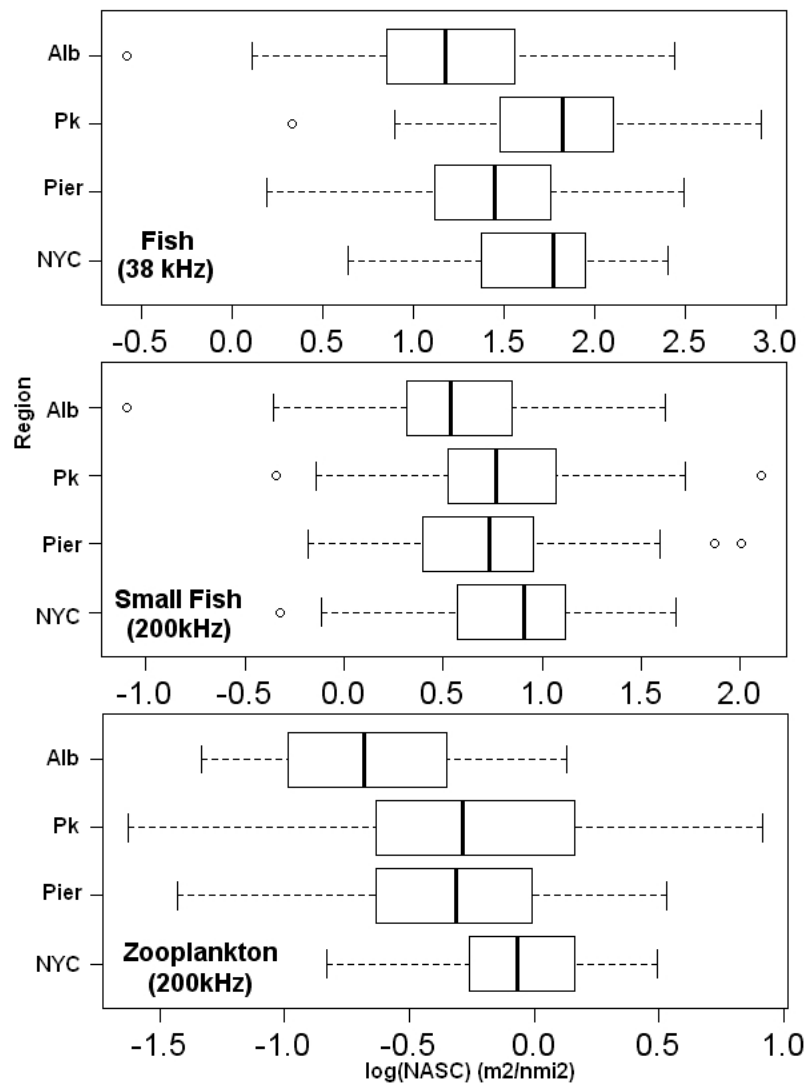 Alb
Pk
Pier
NYC
Fish
(38 kHz)
-0.5 0.0 0.5 1.0 1.5 2.0 2.5 3.0
Region
Alb
Pk
Pier
NYC
Small Fish
(200kHz)
-1.0 -0.5 0.0 0.5 1.0 1.5 2.0
Alb
Pk
Pier
NYC
Zooplankton
(200kHz)
-1.5 -1.0 -0.5 0.0 0.5 1.0
log(NASC) (m2/nmi2)